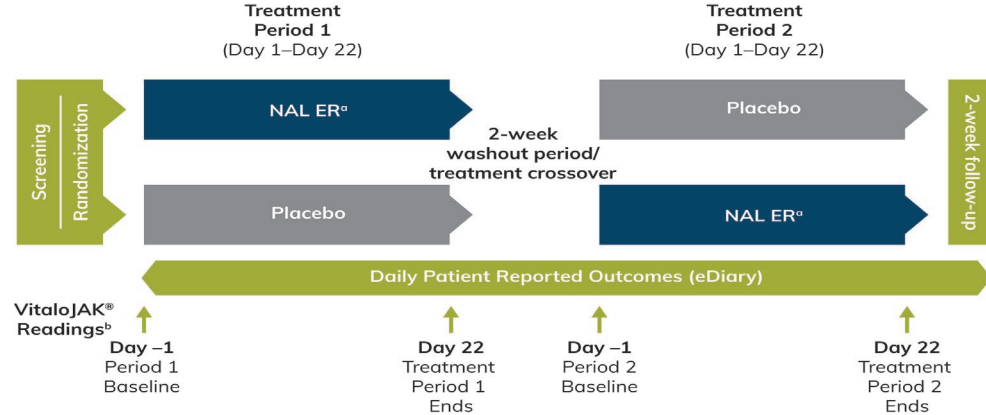 Treatment
Period 1
(Day 1–Day 22)
Treatment
Period 2
(Day 1–Day 22)
Screening
Randomization
NAL ERᵃ
Placebo
2-week
washout period/
treatment crossover
Placebo
NAL ERᵃ
2-week follow-up
Daily Patient Reported Outcomes (eDiary)
VitaloJAK®
Readingsᵇ
Day –1
Period 1
Baseline
Day 22
Treatment
Period 1
Ends
Day –1
Period 2
Baseline
Day 22
Treatment
Period 2
Ends